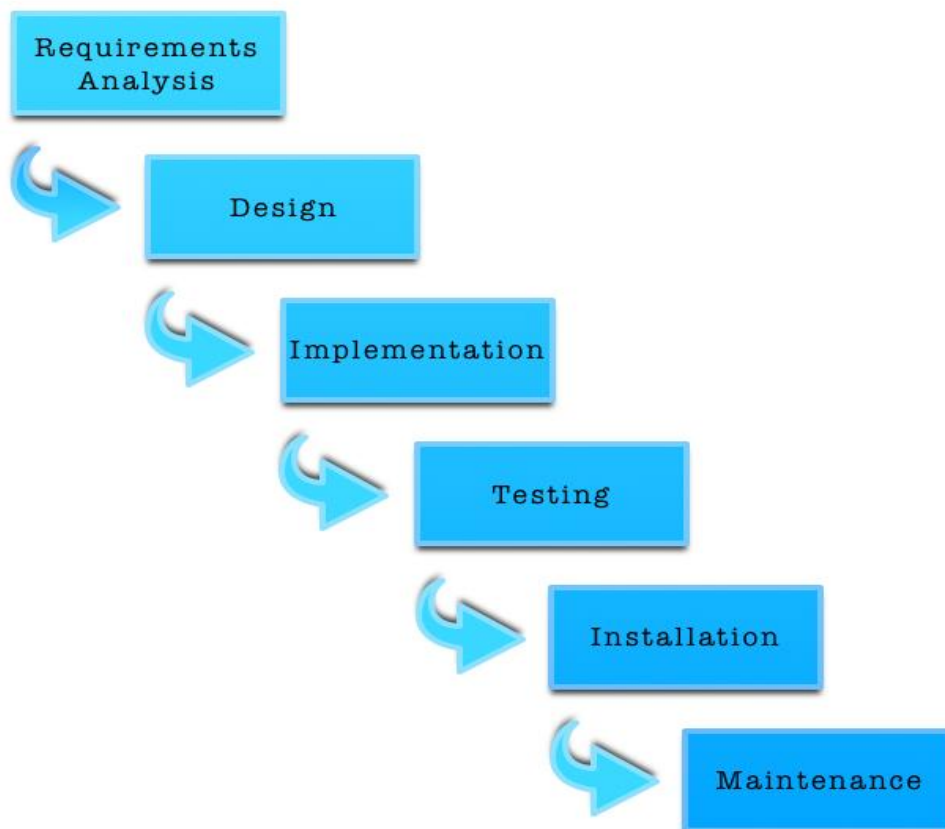 Requirements
Analysis
Design
Implementation
Testing
Installation
Maintenance